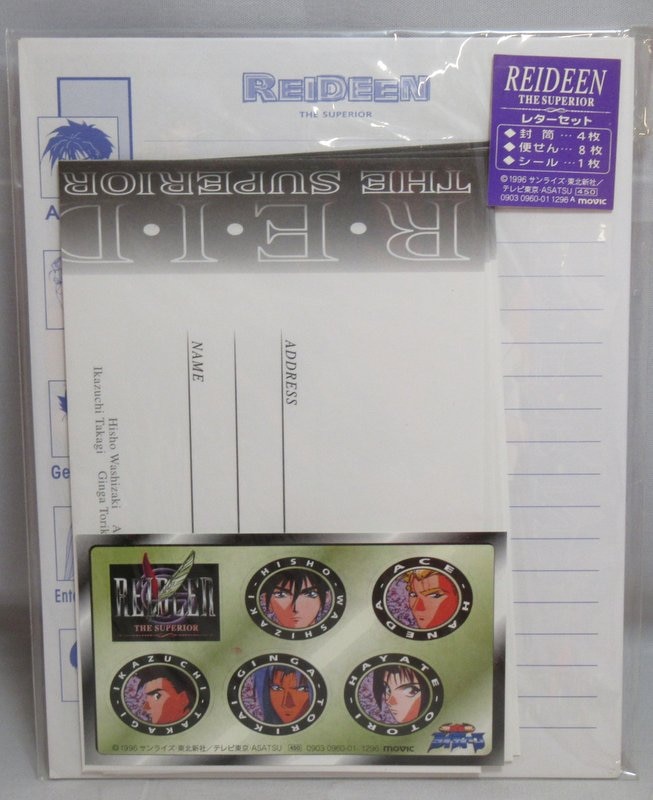 REIDEEN
THE SUPERIOR
REIDEEN
THE SUPERIOR
レターセット
◆封筒…4枚
◆便せん…8枚
◆シール…1枚
©1996 サンライズ・東北新社/
テレビ東京・ASATSU 450
0903 0960-01 1296 A movic
R•E•I•D
THE SUPERIOR
ADDRESS
NAME
Hisho Washizaki A
Ikazuchi Takagi Ginga Torik
A
Ge
Ente
REIDEEN
THE SUPERIOR
HISHO・WASHIZAKI
ACE・HANEDA
IKAZUCHI・TAKAGI
GINGA・TORIKAI
HAYATE・OTORI
©1996 サンライズ・東北新社/テレビ東京・ASATSU 450 0903 0960-01 1296 movic